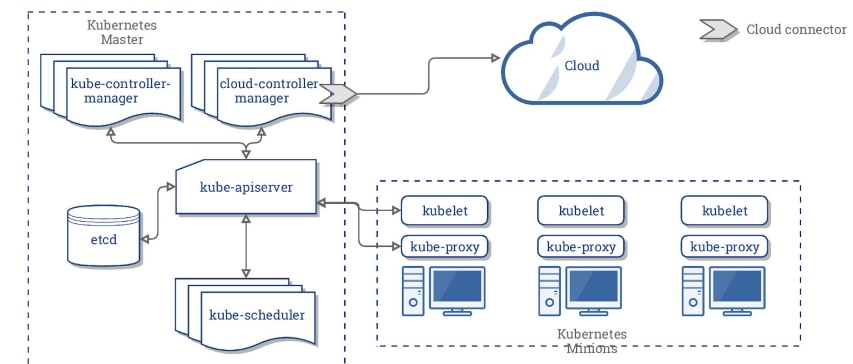 Kubernetes
Master
Cloud connector
Cloud
kube-controller-
manager
cloud-controller
manager
kube-apiserver
etcd
kube-scheduler
kubelet
kubelet
kubelet
kube-proxy
kube-proxy
kube-proxy
Kubernetes
Minions